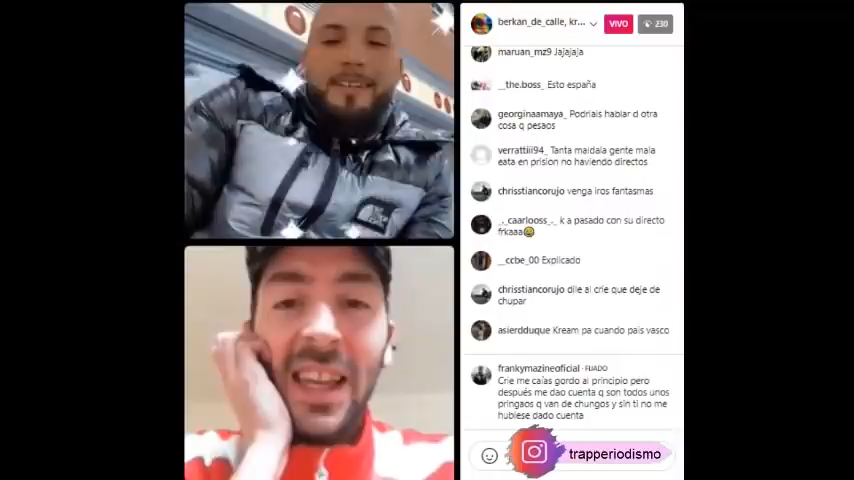 berkan_de_calle, kr...
VIVO
230
maruan_mz9 Jajajaja
__the.boss_ Esto españa
georginaamaya_ Podriais hablar d otra
cosa q pesaos
verrattiii94_ Tanta maldala gente mala
eata en prision no haviendo directos
chrisstiancorujo venga iros fantasmas
_._caarlooss_._ k a pasado con su directo
frkaaa😂
__ccbe_00 Explicado
chrisstiancorujo dile al crie que deje de
chupar
asierdduque Kream pa cuando pais vasco
frankymazineoficial · FIJADO
Crie me caías gordo al principio pero
después me dao cuenta q son todos unos
pringaos q van de chungos y sin ti no me
hubiese dado cuenta
trapperiodismo